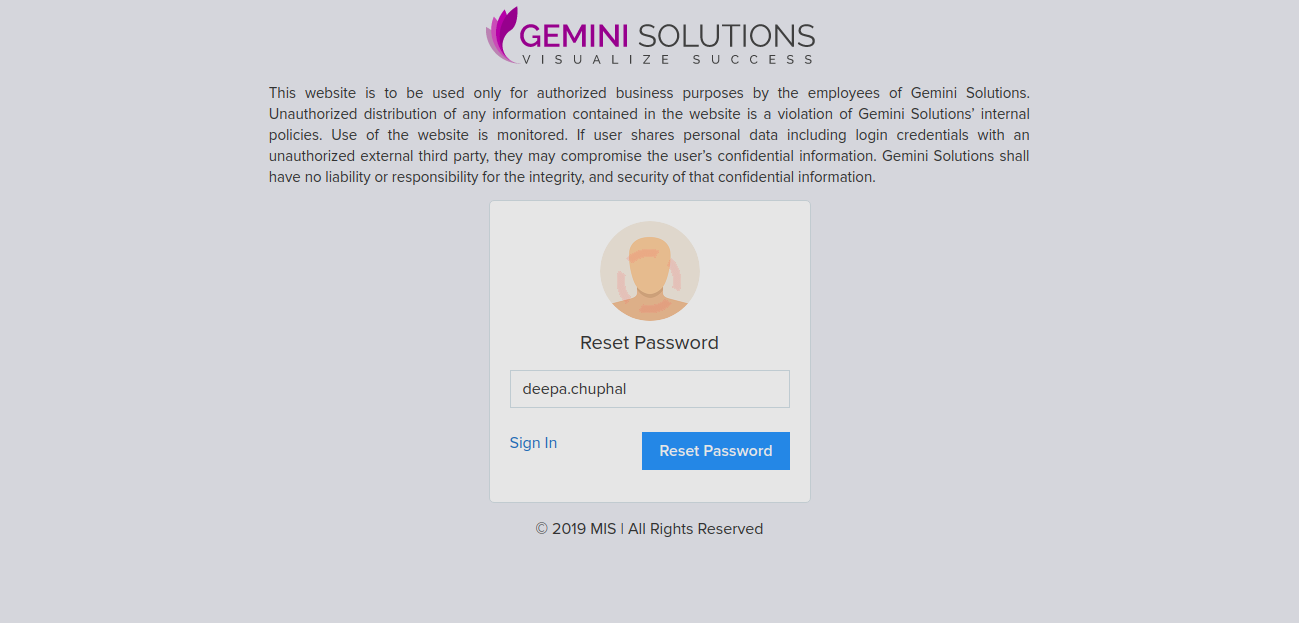 GEMINI SOLUTIONS
VISUALIZE SUCCESS
This website is to be used only for authorized business purposes by the employees of Gemini Solutions.
Unauthorized distribution of any information contained in the website is a violation of Gemini Solutions’ internal
policies. Use of the website is monitored. If user shares personal data including login credentials with an
unauthorized external third party, they may compromise the user’s confidential information. Gemini Solutions shall
have no liability or responsibility for the integrity, and security of that confidential information.
Reset Password
deepa.chuphal
Sign In
Reset Password
© 2019 MIS | All Rights Reserved